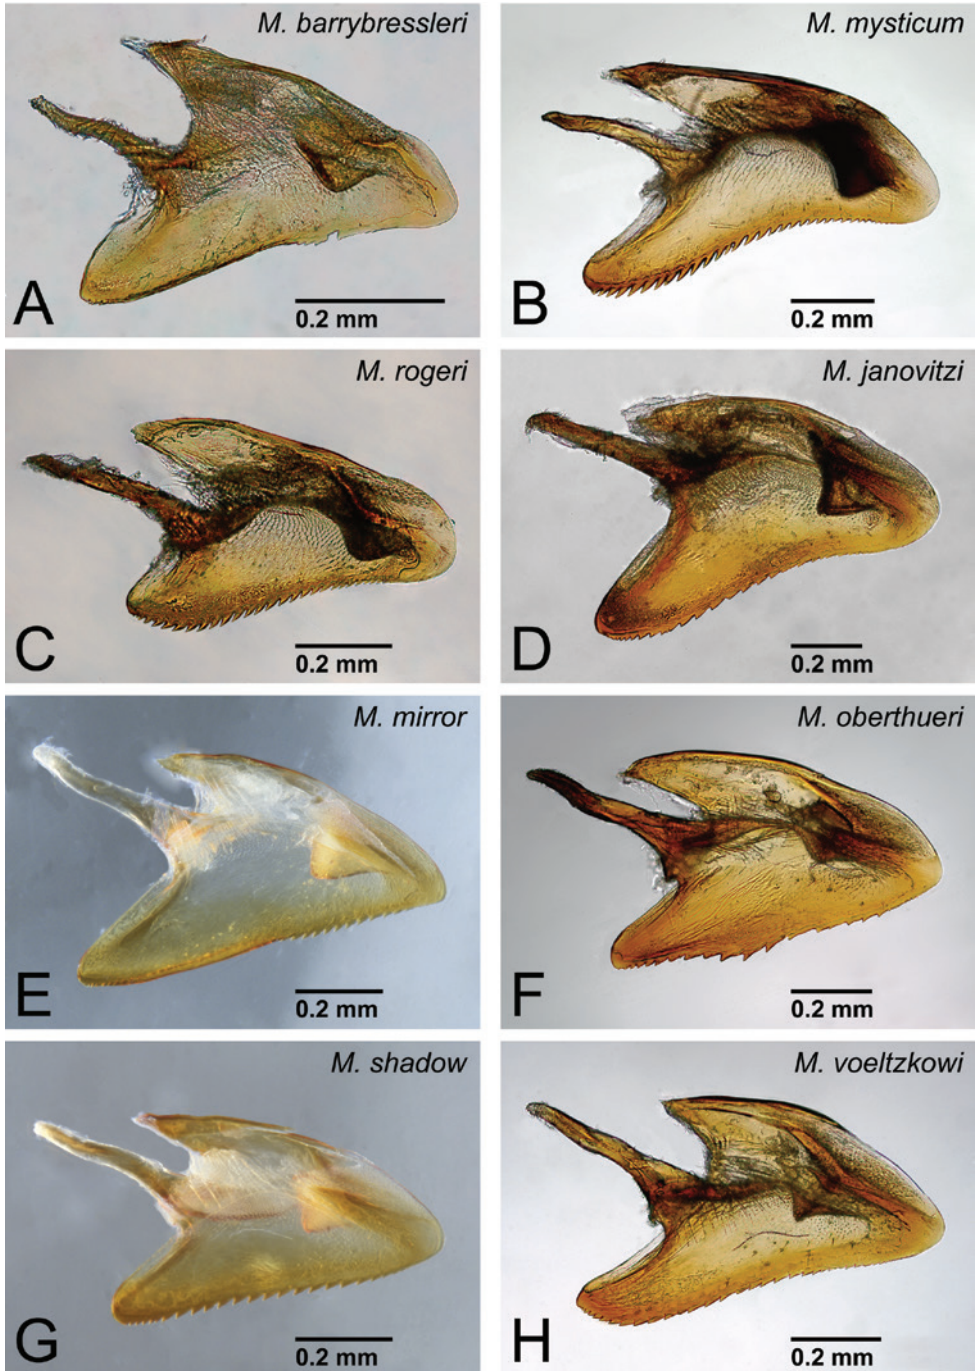 M. barrybressleri
A
0.2 mm
M. mysticum
B
0.2 mm
M. rogeri
C
0.2 mm
M. janovitzi
D
0.2 mm
M. mirror
E
0.2 mm
M. oberthueri
F
0.2 mm
M. shadow
G
0.2 mm
M. voeltzkowi
H
0.2 mm